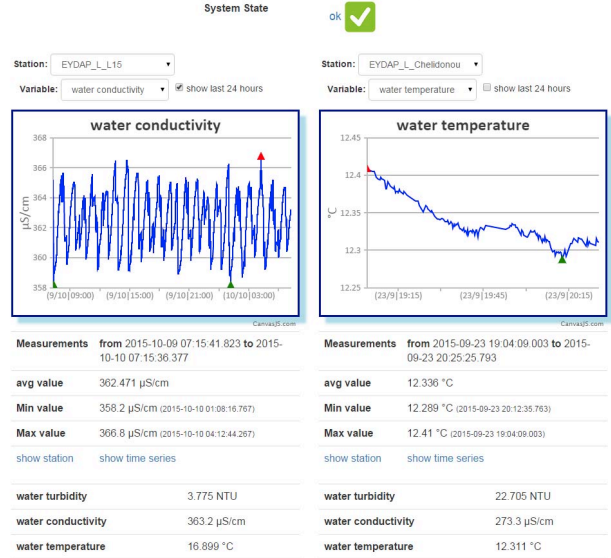 System State
ok
Station: EYDAP_L_L15
Variable: water conductivity show last 24 hours
water conductivity
368
366
364
362
360
358
µS/cm
(9/10|09:00) (9/10|15:00) (9/10|21:00) (10/10|03:00)
CanvasJS.com
Measurements from 2015-10-09 07:15:41.823 to 2015-
10-10 07:15:36.377
avg value 362.471 µS/cm
Min value 358.2 µS/cm (2015-10-10 01:08:16.767)
Max value 366.8 µS/cm (2015-10-10 04:12:44.267)
show station show time series
water turbidity 3.775 NTU
water conductivity 363.2 µS/cm
water temperature 16.899 °C
Station: EYDAP_L_Chelidonou
Variable: water temperature show last 24 hours
water temperature
12.45
12.4
12.35
12.3
12.25
°C
(23/9|19:15) (23/9|19:45) (23/9|20:15)
CanvasJS.com
Measurements from 2015-09-23 19:04:09.003 to 2015-
09-23 20:25:25.793
avg value 12.336 °C
Min value 12.289 °C (2015-09-23 20:12:35.763)
Max value 12.41 °C (2015-09-23 19:04:09.003)
show station show time series
water turbidity 22.705 NTU
water conductivity 273.3 µS/cm
water temperature 12.311 °C